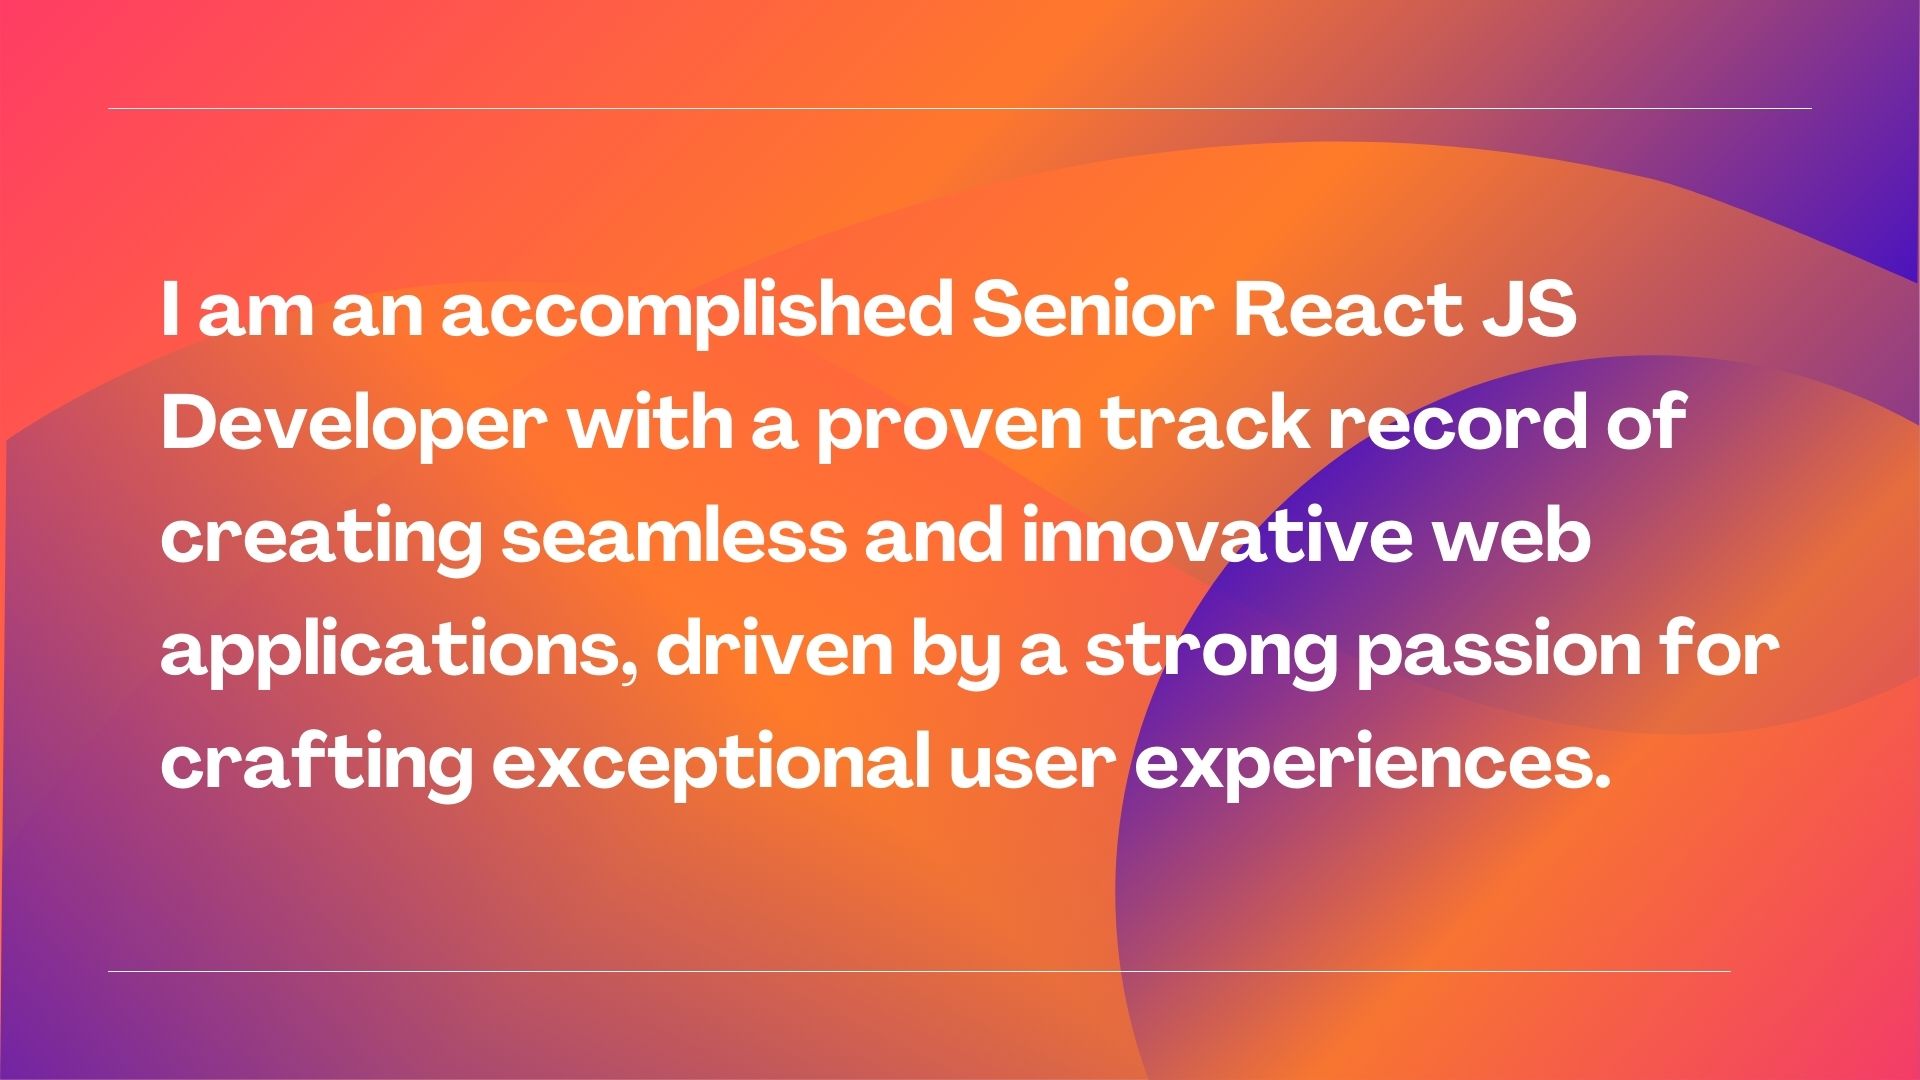 I am an accomplished Senior React JS
Developer with a proven track record of
creating seamless and innovative web
applications, driven by a strong passion for
crafting exceptional user experiences.